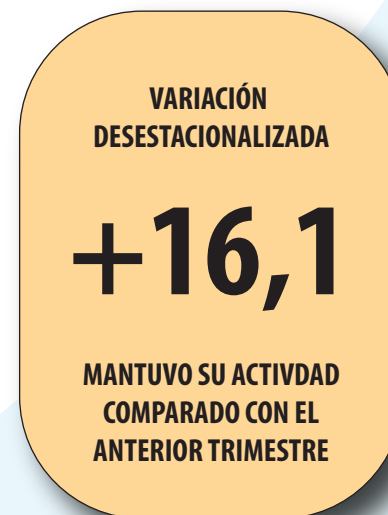 VARIACIÓN
DESESTACIONALIZADA
+16,1
MANTUVO SU ACTIVDAD
COMPARADO CON EL
ANTERIOR TRIMESTRE